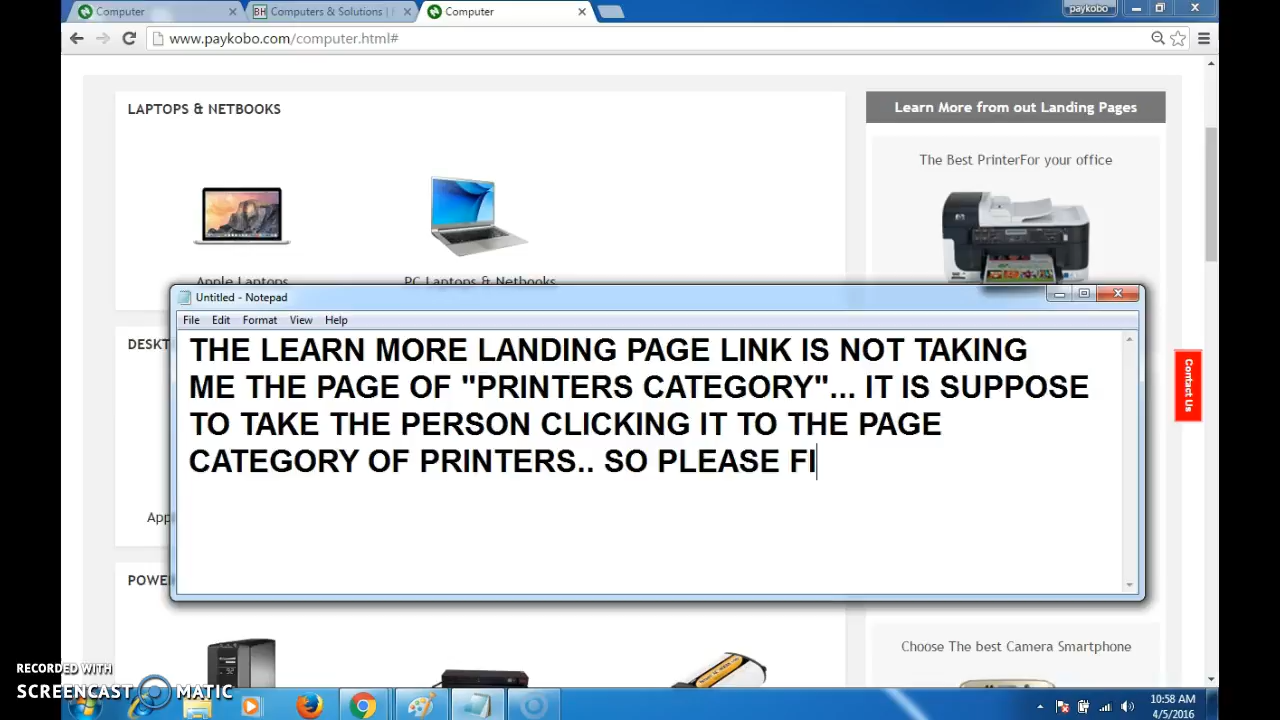 Computer
Computers & Solutions |
Computer
paykobo
www.paykobo.com/computer.html#
LAPTOPS & NETBOOKS
Learn More from out Landing Pages
The Best PrinterFor your office
Apple Laptops
PC Laptops & Netbooks
Untitled - Notepad
File Edit Format View Help
THE LEARN MORE LANDING PAGE LINK IS NOT TAKING
ME THE PAGE OF "PRINTERS CATEGORY"... IT IS SUPPOSE
TO TAKE THE PERSON CLICKING IT TO THE PAGE
CATEGORY OF PRINTERS.. SO PLEASE FI
DESKT
App
POWE
Contact Us
Choose The best Camera Smartphone
RECORDED WITH
SCREENCAST MATIC
10:58 AM
4/5/2016